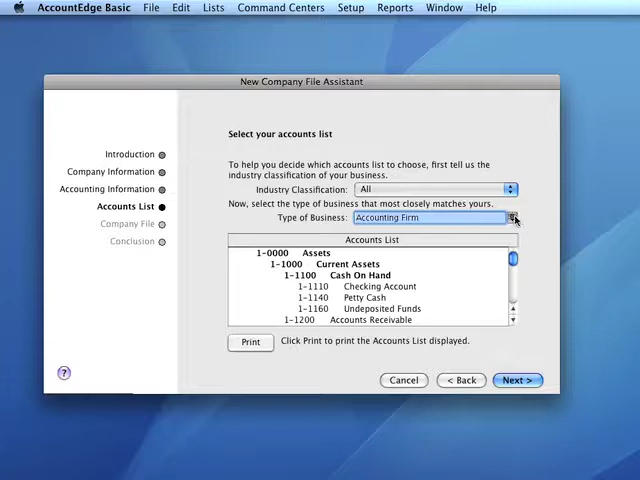 AccountEdge Basic File Edit Lists Command Centers Setup Reports Window Help
New Company File Assistant
Introduction
Company Information
Accounting Information
Accounts List
Company File
Conclusion
Select your accounts list
To help you decide which accounts list to choose, first tell us the
industry classification of your business.
Industry Classification: All
Now, select the type of business that most closely matches yours.
Type of Business: Accounting Firm
Accounts List
1-0000 Assets
1-1000 Current Assets
1-1100 Cash On Hand
1-1110 Checking Account
1-1140 Petty Cash
1-1160 Undeposited Funds
1-1200 Accounts Receivable
Print Click Print to print the Accounts List displayed.
? Cancel < Back Next >